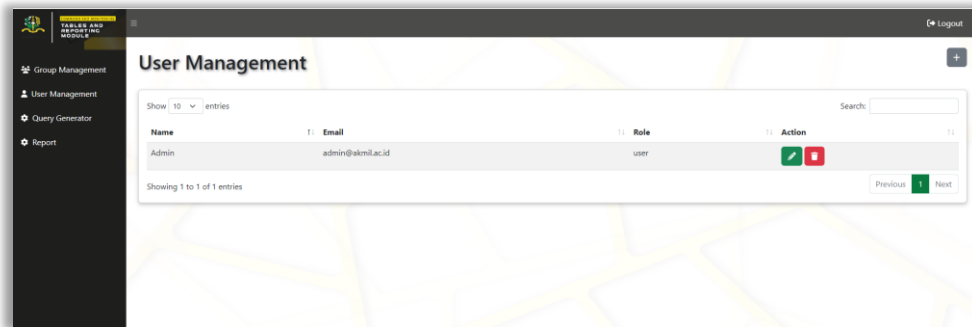 TABLES AND
REPORTING
MODULE
Logout
Group Management
User Management
Query Generator
Report
User Management
+
Show 10 entries
Search:
Name Email Role Action
Admin admin@akmil.ac.id user
Showing 1 to 1 of 1 entries
Previous 1 Next